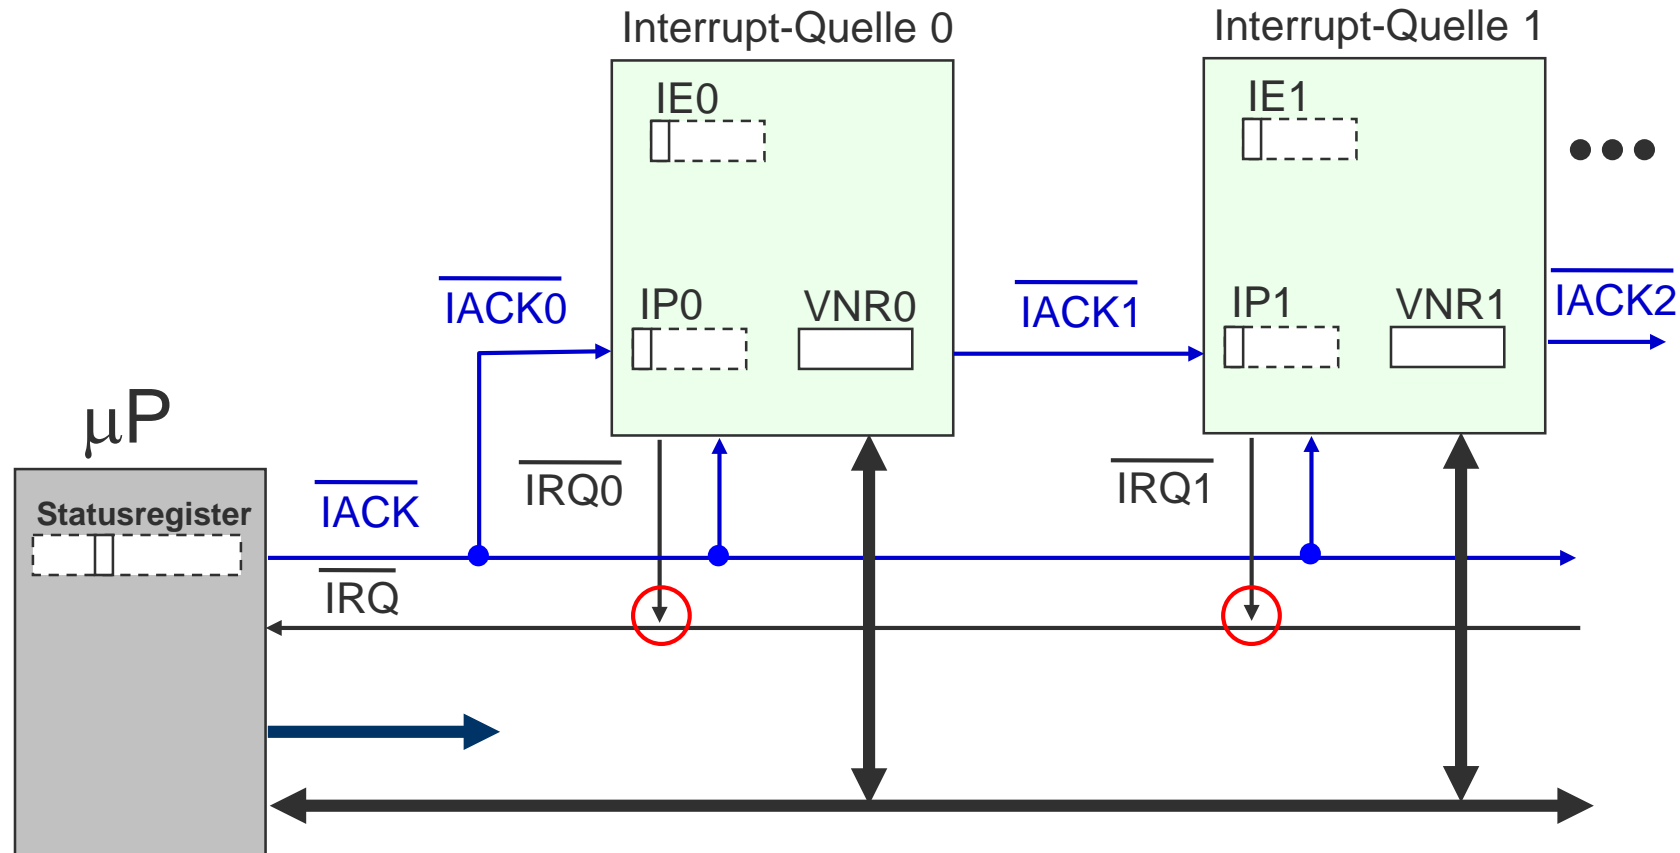 Interrupt-Quelle 0
Interrupt-Quelle 1
IE0
IE1
IACK0
IP0
VNR0
IACK1
IP1
VNR1
IACK2
µP
Statusregister
IACK
IRQ0
IRQ1
IRQ